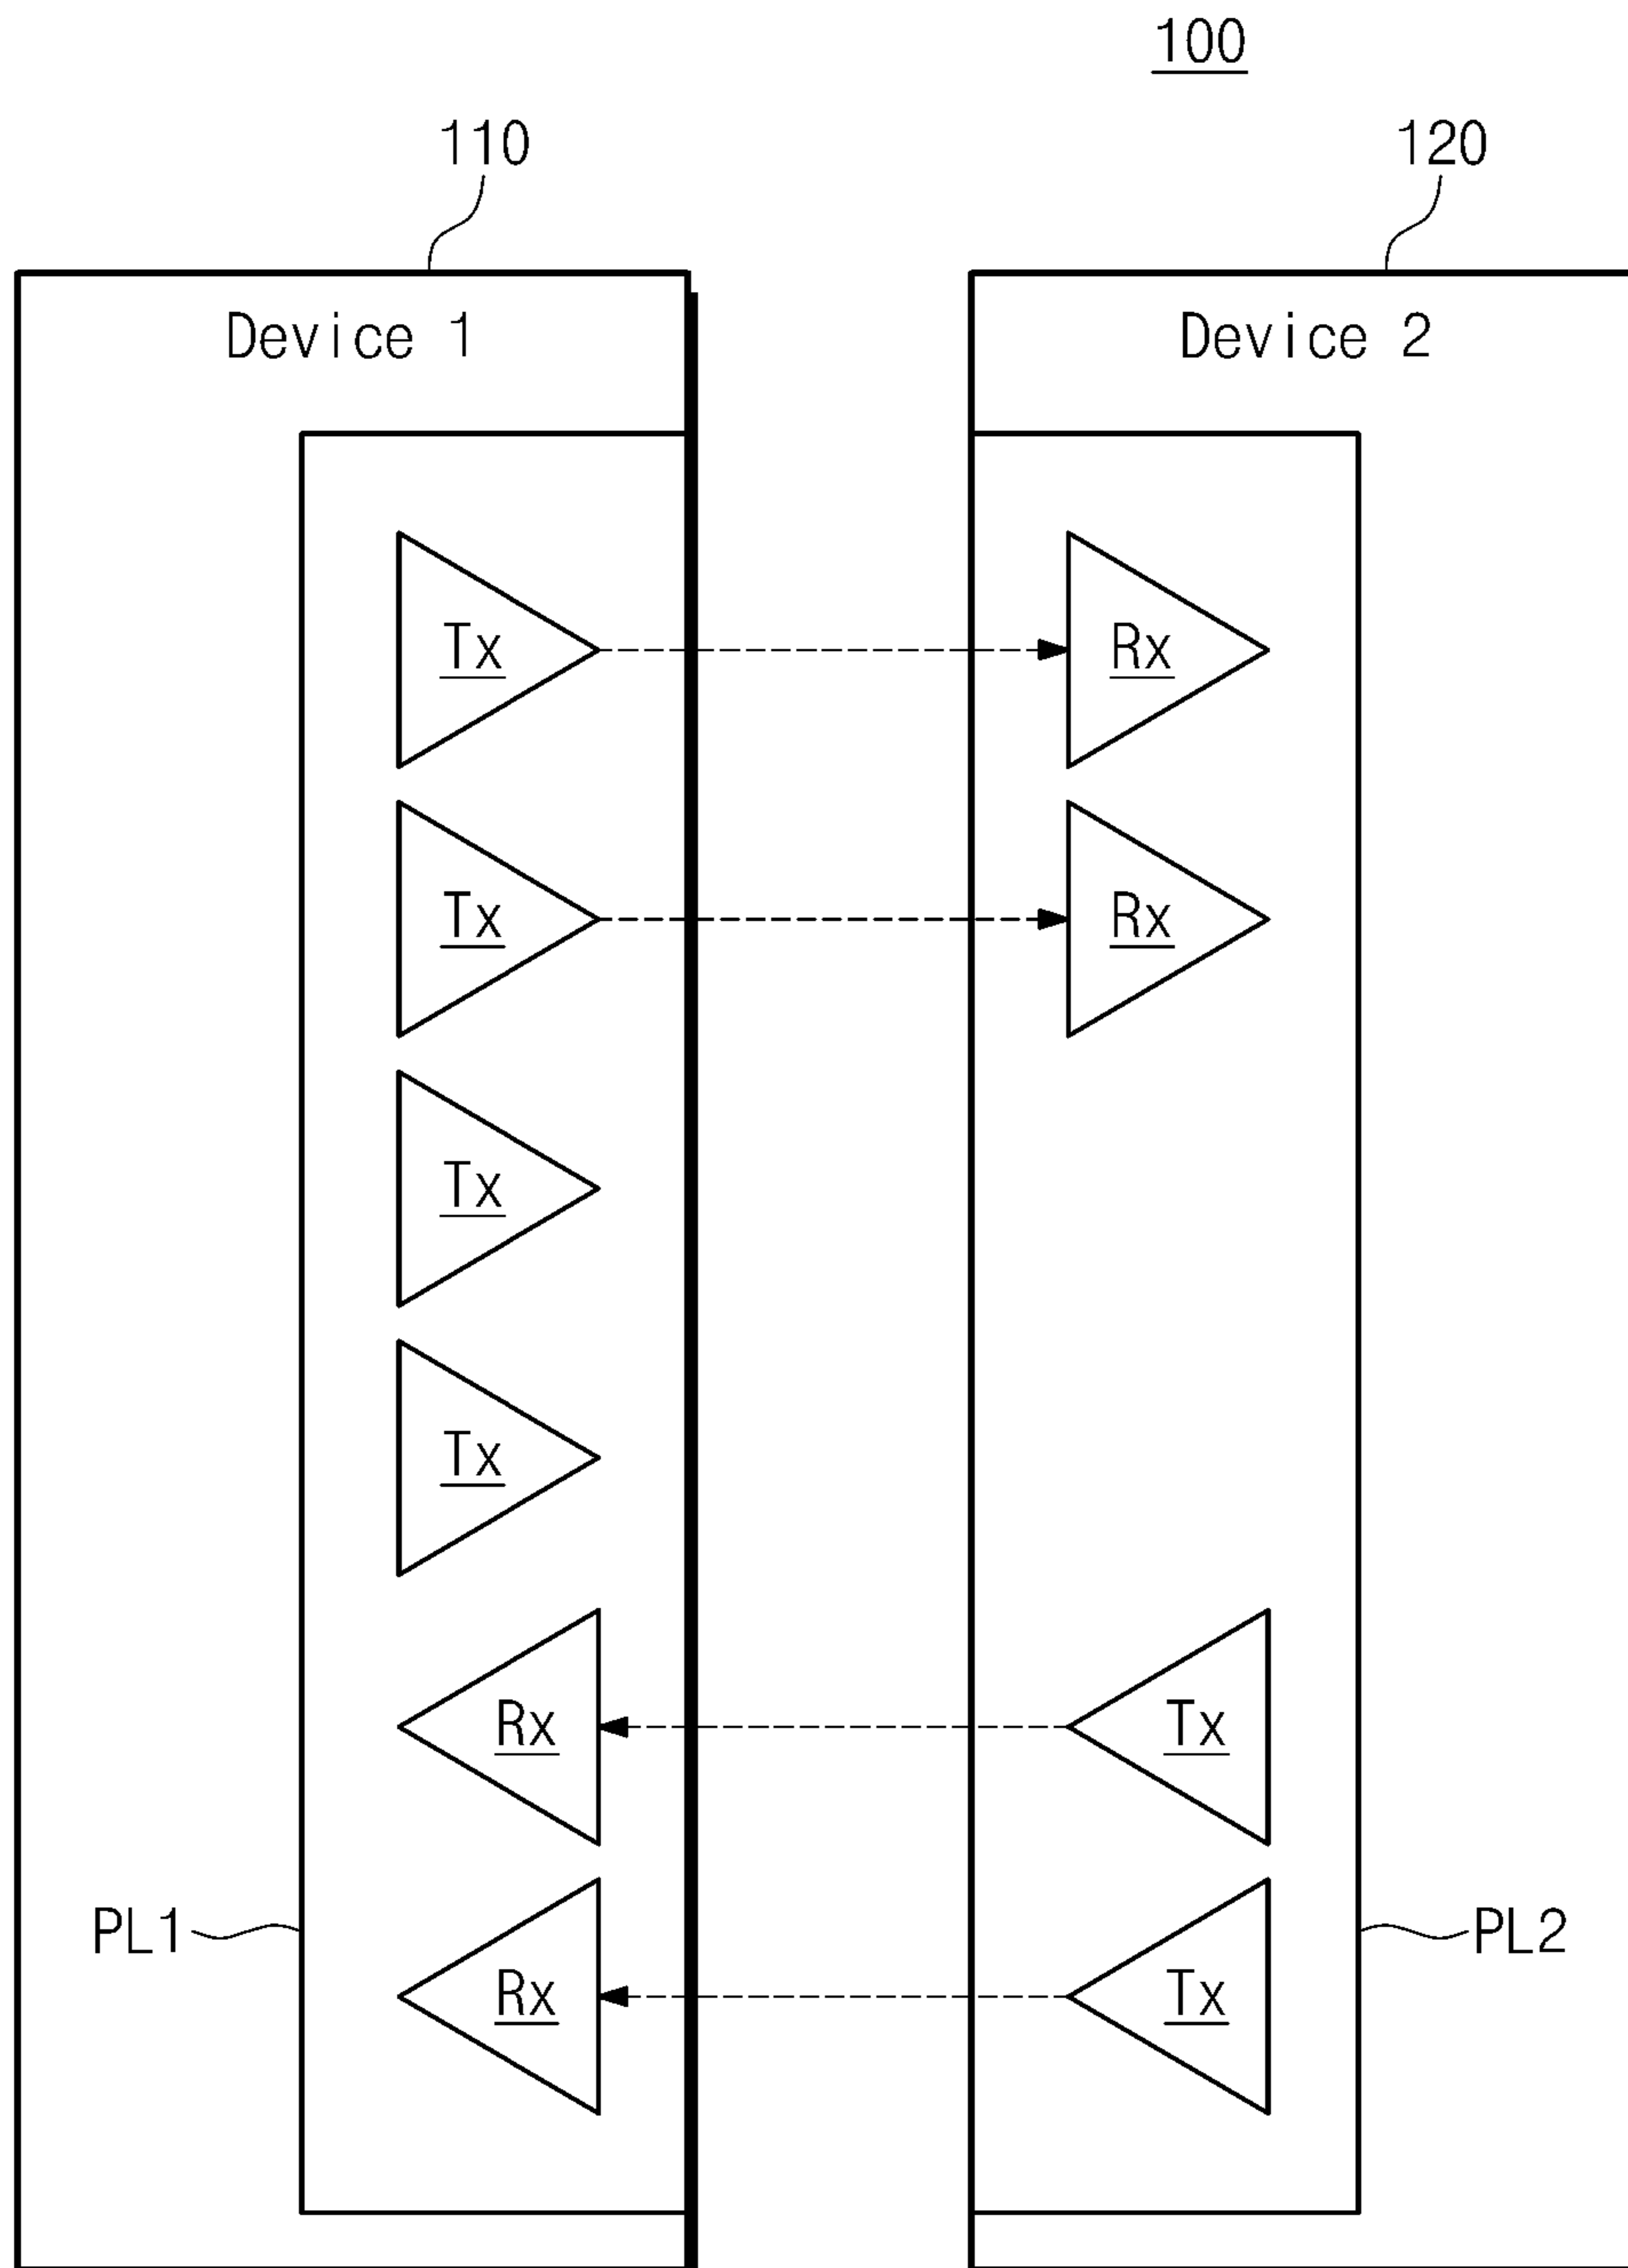 100
110
120
Device 1
Device 2
Tx
Rx
Tx
Rx
Tx
Tx
Rx
Tx
PL1
PL2
Rx
Tx